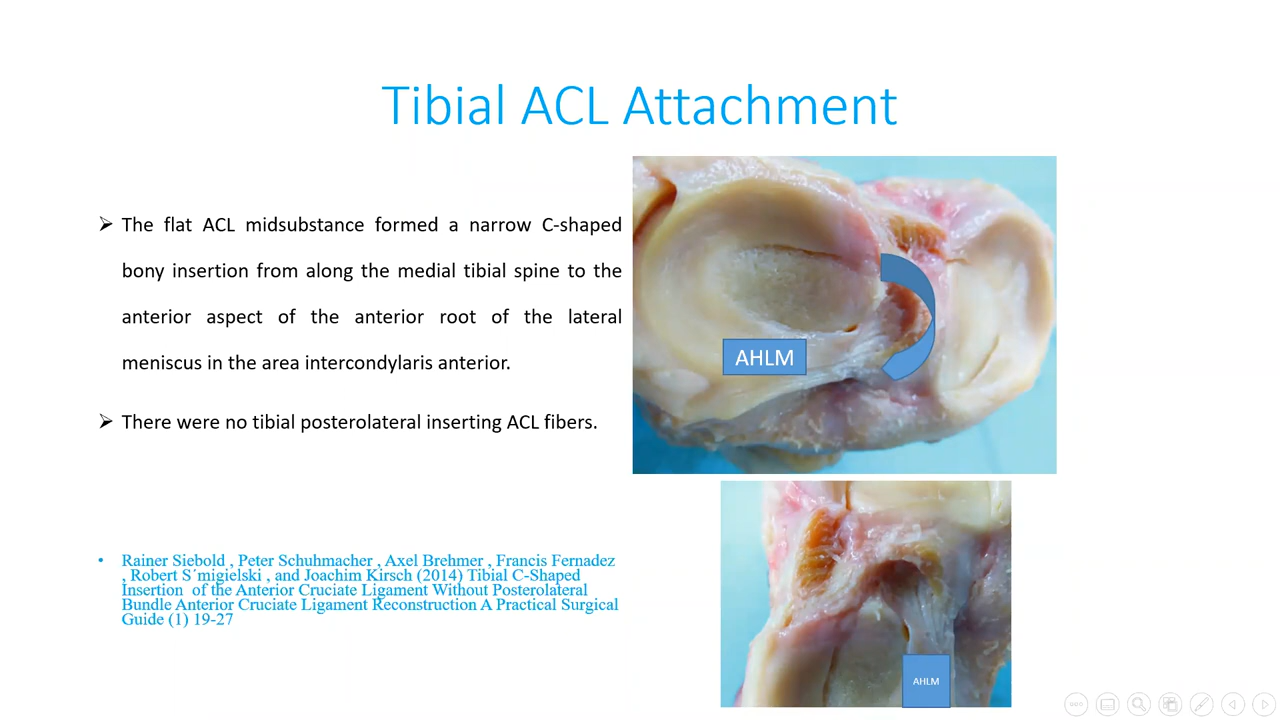 Tibial ACL Attachment
➢ The flat ACL midsubstance formed a narrow C-shaped
bony insertion from along the medial tibial spine to the
anterior aspect of the anterior root of the lateral
meniscus in the area intercondylaris anterior.
➢ There were no tibial posterolateral inserting ACL fibers.
AHLM
• Rainer Siebold , Peter Schuhmacher , Axel Brehmer , Francis Fernadez
, Robert S´migielski , and Joachim Kirsch (2014) Tibial C-Shaped
Insertion of the Anterior Cruciate Ligament Without Posterolateral
Bundle Anterior Cruciate Ligament Reconstruction A Practical Surgical
Guide (1) 19-27
AHLM